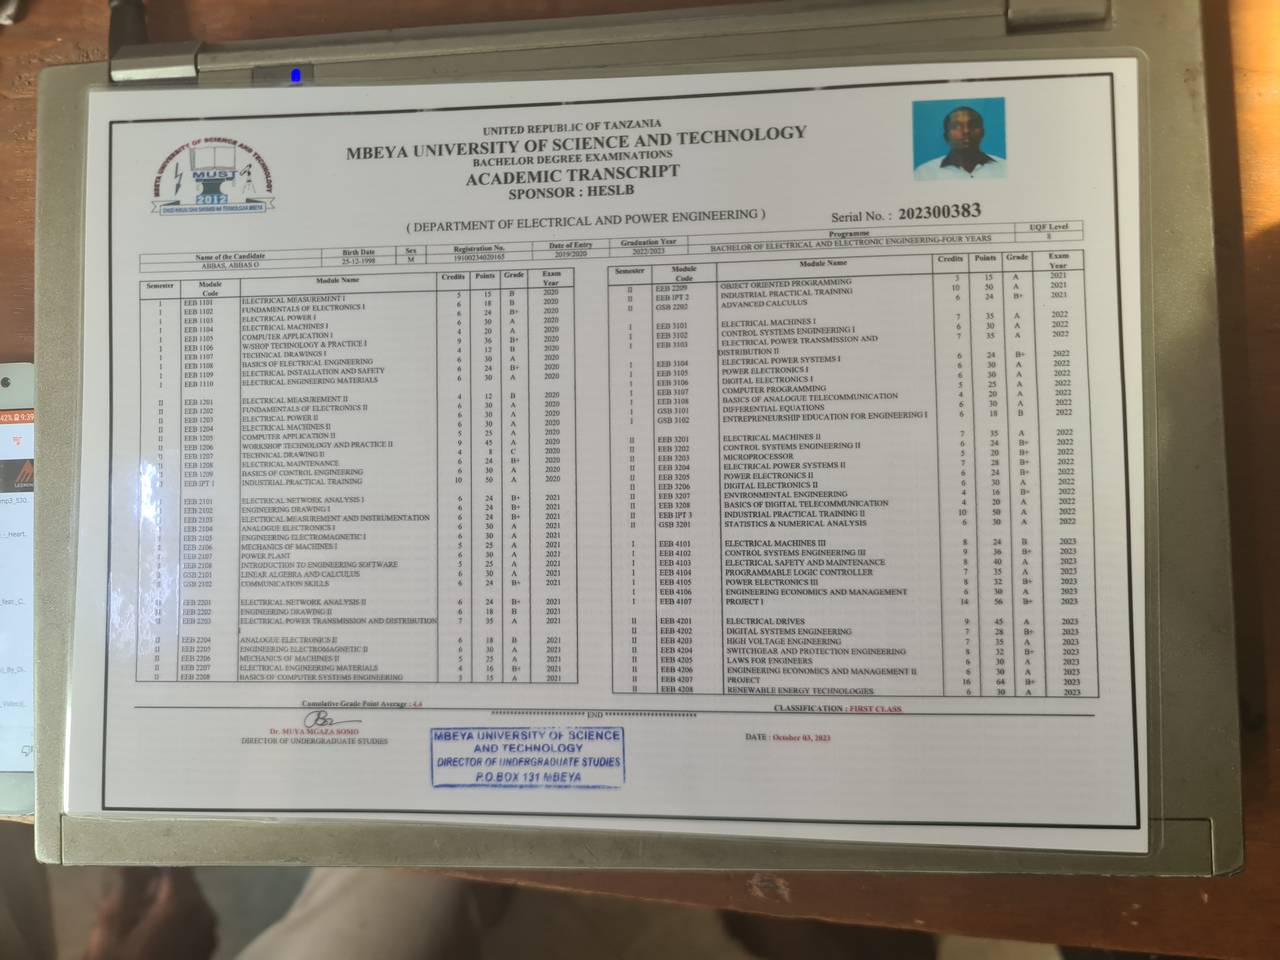 UNITED REPUBLIC OF TANZANIA
MBEYA UNIVERSITY OF SCIENCE AND TECHNOLOGY
BACHELOR DEGREE EXAMINATIONS
ACADEMIC TRANSCRIPT
SPONSOR : HESLB
( DEPARTMENT OF ELECTRICAL AND POWER ENGINEERING )
Serial No. : 202300383
MBEYA UNIVERSITY OF SCIENCE AND TECHNOLOGY
MUST
2012
Name of the Candidate Birth Date Sex Registration No. Date of Entry Graduation Year Programme UQF Level
ABBAS, ABBAS O 25-12-1998 M 19100234020165 2019/2020 2022/2023 BACHELOR OF ELECTRICAL AND ELECTRONIC ENGINEERING-FOUR YEARS 8
Semester Module Code Module Name Credits Points Grade Exam Year
I EEB 1101 ELECTRICAL MEASUREMENT I 5 15 B 2020
I EEB 1102 FUNDAMENTALS OF ELECTRONICS I 6 18 B 2020
I EEB 1103 ELECTRICAL POWER I 6 24 B+ 2020
I EEB 1104 ELECTRICAL MACHINES I 6 30 A 2020
I EEB 1105 COMPUTER APPLICATION I 4 20 A 2020
I EEB 1106 W/SHOP TECHNOLOGY & PRACTICE I 9 36 B+ 2020
I EEB 1107 TECHNICAL DRAWINGS I 4 12 B 2020
I EEB 1108 BASICS OF ELECTRICAL ENGINEERING 6 30 A 2020
I EEB 1109 ELECTRICAL INSTALLATION AND SAFETY 6 24 B+ 2020
I EEB 1110 ELECTRICAL ENGINEERING MATERIALS 6 30 A 2020
II EEB 1201 ELECTRICAL MEASUREMENT II 4 12 B 2020
II EEB 1202 FUNDAMENTALS OF ELECTRONICS II 6 30 A 2020
II EEB 1203 ELECTRICAL POWER II 6 30 A 2020
II EEB 1204 ELECTRICAL MACHINES II 6 30 A 2020
II EEB 1205 COMPUTER APPLICATION II 5 25 A 2020
II EEB 1206 WORKSHOP TECHNOLOGY AND PRACTICE II 9 45 A 2020
II EEB 1207 TECHNICAL DRAWING II 4 8 C 2020
II EEB 1208 ELECTRICAL MAINTENANCE 6 24 B+ 2020
II EEB 1209 BASICS OF CONTROL ENGINEERING 6 30 A 2020
II EEB IPT 1 INDUSTRIAL PRACTICAL TRAINING 10 50 A 2020
I EEB 2101 ELECTRICAL NETWORK ANALYSIS I 6 24 B+ 2021
I EEB 2102 ENGINEERING DRAWING I 6 24 B+ 2021
I EEB 2103 ELECTRICAL MEASUREMENT AND INSTRUMENTATION 6 24 B+ 2021
I EEB 2104 ANALOGUE ELECTRONICS I 6 30 A 2021
I EEB 2105 ENGINEERING ELECTROMAGNETIC I 6 30 A 2021
I EEB 2106 MECHANICS OF MACHINES I 5 25 A 2021
I EEB 2107 POWER PLANT 6 30 A 2021
I EEB 2108 INTRODUCTION TO ENGINEERING SOFTWARE 5 25 A 2021
I GSB 2101 LINEAR ALGEBRA AND CALCULUS 6 30 A 2021
I GSB 2102 COMMUNICATION SKILLS 6 24 B+ 2021
II EEB 2201 ELECTRICAL NETWORK ANALYSIS II 6 24 B+ 2021
II EEB 2202 ENGINEERING DRAWING II 6 18 B 2021
II EEB 2203 ELECTRICAL POWER TRANSMISSION AND DISTRIBUTION 7 35 A 2021
I
II EEB 2204 ANALOGUE ELECTRONICS II 6 18 B 2021
II EEB 2205 ENGINEERING ELECTROMAGNETIC II 6 30 A 2021
II EEB 2206 MECHANICS OF MACHINES II 5 25 A 2021
II EEB 2207 ELECTRICAL ENGINEERING MATERIALS 4 16 B+ 2021
II EEB 2208 BASICS OF COMPUTER SYSTEMS ENGINEERING 3 15 A 2021
Semester Module Code Module Name Credits Points Grade Exam Year
II EEB 2209 OBJECT ORIENTED PROGRAMMING 3 15 A 2021
II EEB IPT 2 INDUSTRIAL PRACTICAL TRAINING 10 50 A 2021
II GSB 2202 ADVANCED CALCULUS 6 24 B+ 2021
I EEB 3101 ELECTRICAL MACHINES I 7 35 A 2022
I EEB 3102 CONTROL SYSTEMS ENGINEERING I 6 30 A 2022
I EEB 3103 ELECTRICAL POWER TRANSMISSION AND 7 35 A 2022
DISTRIBUTION II
I EEB 3104 ELECTRICAL POWER SYSTEMS I 6 24 B+ 2022
I EEB 3105 POWER ELECTRONICS I 6 30 A 2022
I EEB 3106 DIGITAL ELECTRONICS I 6 30 A 2022
I EEB 3107 COMPUTER PROGRAMMING 5 25 A 2022
I EEB 3108 BASICS OF ANALOGUE TELECOMMUNICATION 4 20 A 2022
I GSB 3101 DIFFERENTIAL EQUATIONS 6 30 A 2022
I GSB 3102 ENTREPRENEURSHIP EDUCATION FOR ENGINEERING I 6 18 B 2022
II EEB 3201 ELECTRICAL MACHINES II 7 35 A 2022
II EEB 3202 CONTROL SYSTEMS ENGINEERING II 6 24 B+ 2022
II EEB 3203 MICROPROCESSOR 5 20 B+ 2022
II EEB 3204 ELECTRICAL POWER SYSTEMS II 7 28 B+ 2022
II EEB 3205 POWER ELECTRONICS II 6 24 B+ 2022
II EEB 3206 DIGITAL ELECTRONICS II 6 30 A 2022
II EEB 3207 ENVIRONMENTAL ENGINEERING 4 16 B+ 2022
II EEB 3208 BASICS OF DIGITAL TELECOMMUNICATION 4 20 A 2022
II EEB IPT 3 INDUSTRIAL PRACTICAL TRAINING II 10 50 A 2022
II GSB 3201 STATISTICS & NUMERICAL ANALYSIS 6 30 A 2022
I EEB 4101 ELECTRICAL MACHINES III 8 24 B 2023
I EEB 4102 CONTROL SYSTEMS ENGINEERING III 9 36 B+ 2023
I EEB 4103 ELECTRICAL SAFETY AND MAINTENANCE 8 40 A 2023
I EEB 4104 PROGRAMMABLE LOGIC CONTROLLER 7 35 A 2023
I EEB 4105 POWER ELECTRONICS III 8 32 B+ 2023
I EEB 4106 ENGINEERING ECONOMICS AND MANAGEMENT 6 30 A 2023
I EEB 4107 PROJECT I 14 56 B+ 2023
II EEB 4201 ELECTRICAL DRIVES 9 45 A 2023
II EEB 4202 DIGITAL SYSTEMS ENGINEERING 7 28 B+ 2023
II EEB 4203 HIGH VOLTAGE ENGINEERING 7 35 A 2023
II EEB 4204 SWITCHGEAR AND PROTECTION ENGINEERING 8 32 B+ 2023
II EEB 4205 LAWS FOR ENGINEERS 6 30 A 2023
II EEB 4206 ENGINEERING ECONOMICS AND MANAGEMENT II 6 30 A 2023
II EEB 4207 PROJECT 16 64 B+ 2023
II EEB 4208 RENEWABLE ENERGY TECHNOLOGIES 6 30 A 2023
Cumulative Grade Point Average : 4.4
END
CLASSIFICATION : FIRST CLASS
Dr. MUYA MGAZA SOMO
DIRECTOR OF UNDERGRADUATE STUDIES
DATE : October 03, 2023
MBEYA UNIVERSITY OF SCIENCE
AND TECHNOLOGY
DIRECTOR OF UNDERGRADUATE STUDIES
P.O.BOX 131 MBEYA
42% 9:39